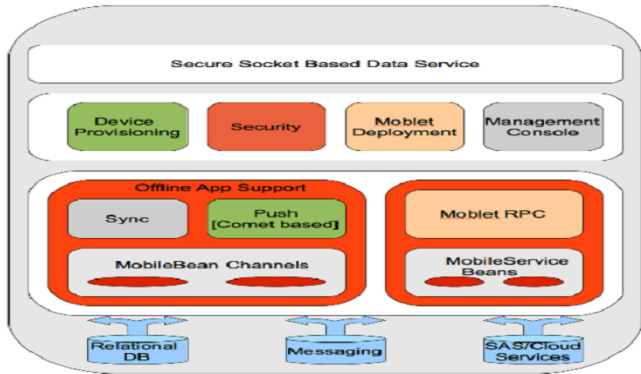 Secure Socket Based Data Service
Device
Provisioning
Security
Moblet
Deployment
Management
Console
Offline App Support
Sync
Push
[Comet based]
MobileBean Channels
Moblet RPC
MobileService
Beans
Relational
DB
Messaging
SAS/Cloud
Services